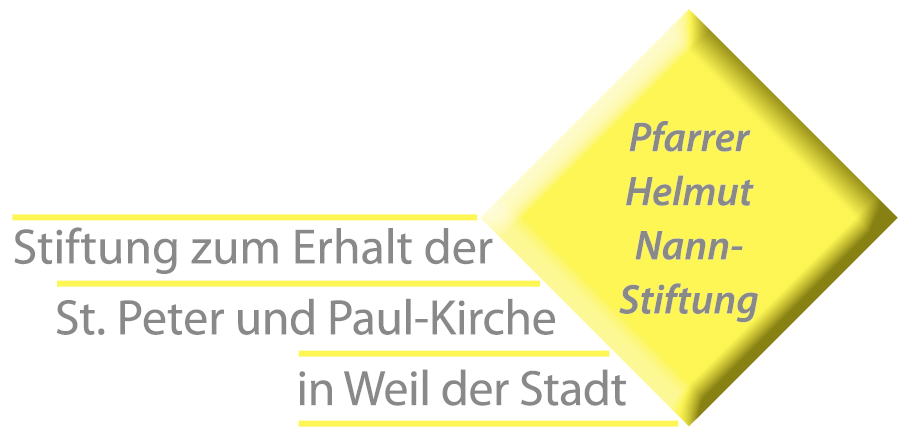 Pfarrer
Helmut
Nann-
Stiftung
Stiftung zum Erhalt der
St. Peter und Paul-Kirche
in Weil der Stadt